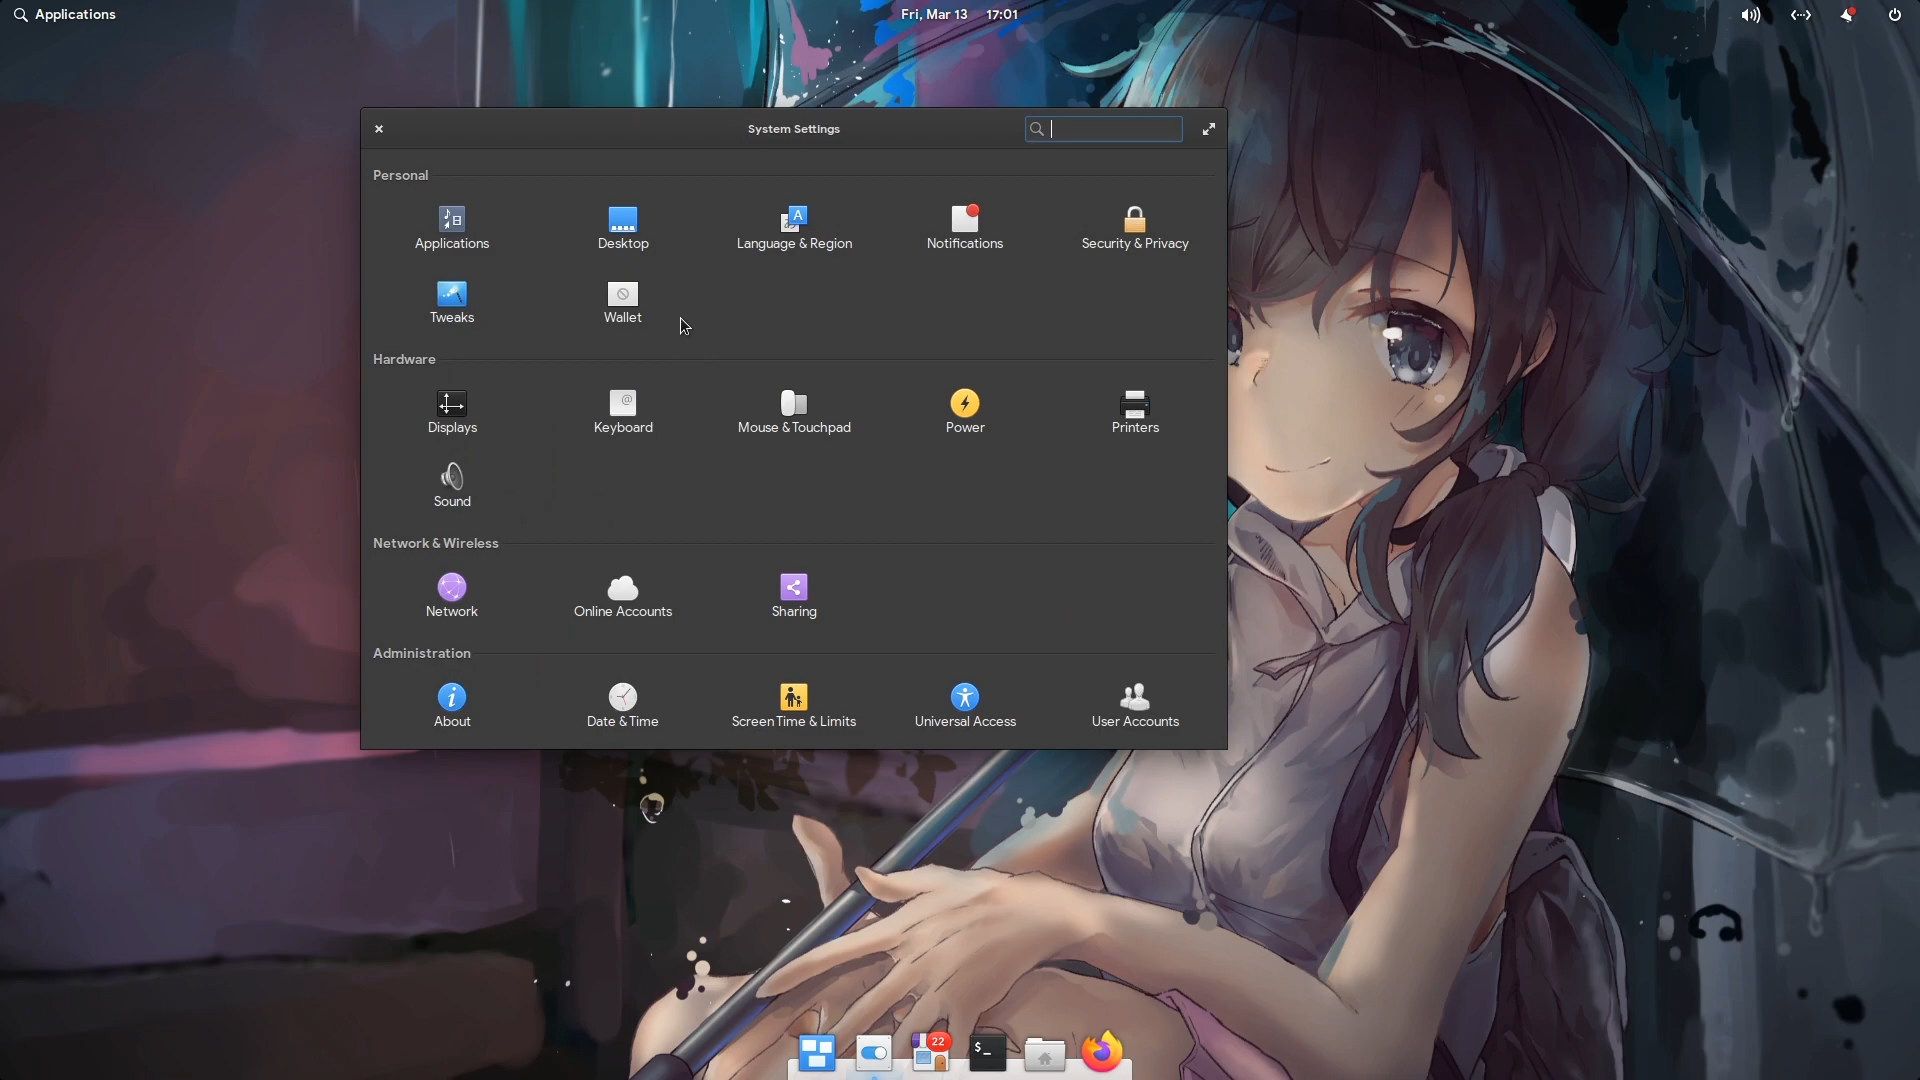 Applications
Fri, Mar 13 17:01
System Settings
Personal
Applications
Desktop
Language & Region
Notifications
Security & Privacy
Tweaks
Wallet
Hardware
Displays
Keyboard
Mouse & Touchpad
Power
Printers
Sound
Network & Wireless
Network
Online Accounts
Sharing
Administration
About
Date & Time
Screen Time & Limits
Universal Access
User Accounts
22
$_